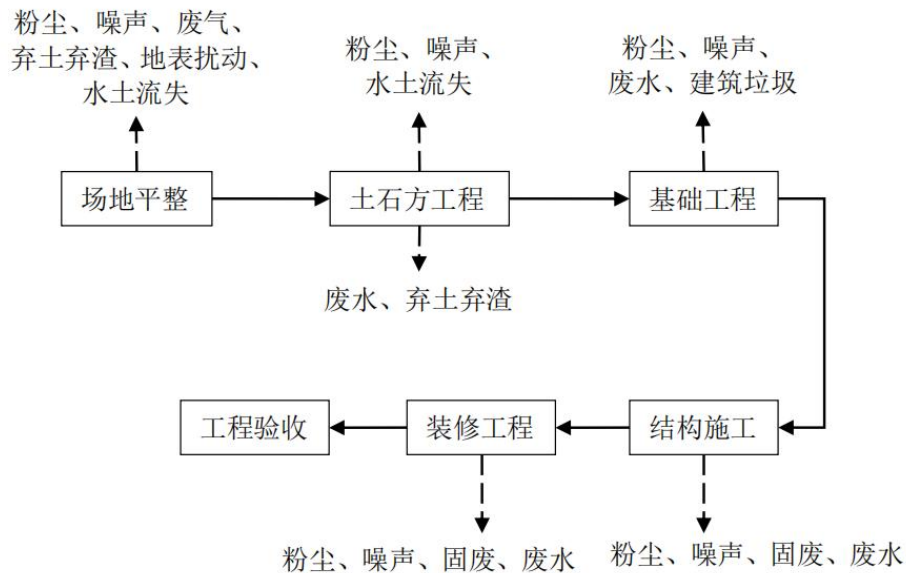 粉尘、噪声、废气、
弃土弃渣、地表扰动、
水土流失
粉尘、噪声、
水土流失
粉尘、噪声、
废水、建筑垃圾
场地平整
土石方工程
基础工程
废水、弃土弃渣
工程验收
装修工程
结构施工
粉尘、噪声、固废、废水
粉尘、噪声、固废、废水